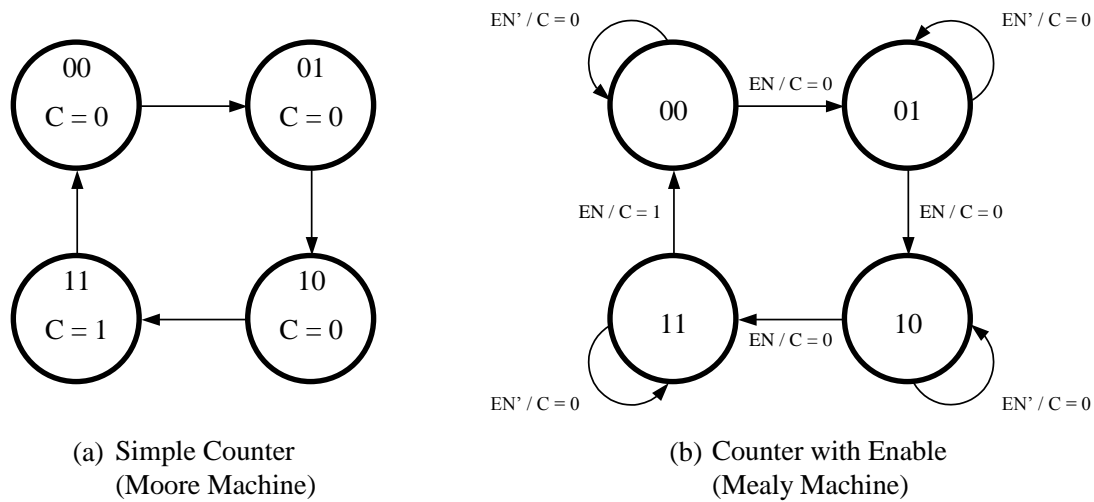 00
C = 0
01
C = 0
11
C = 1
10
C = 0
(a) Simple Counter
(Moore Machine)
EN’ / C = 0
EN’ / C = 0
00
EN / C = 0
01
EN / C = 1
EN / C = 0
11
EN / C = 0
10
EN’ / C = 0
EN’ / C = 0
(b) Counter with Enable
(Mealy Machine)